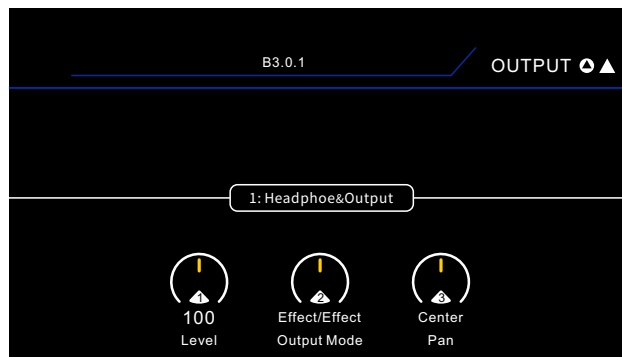 B3.0.1
OUTPUT
1: Headphoe&Output
1 2 3
100 Effect/Effect Center
Level Output Mode Pan